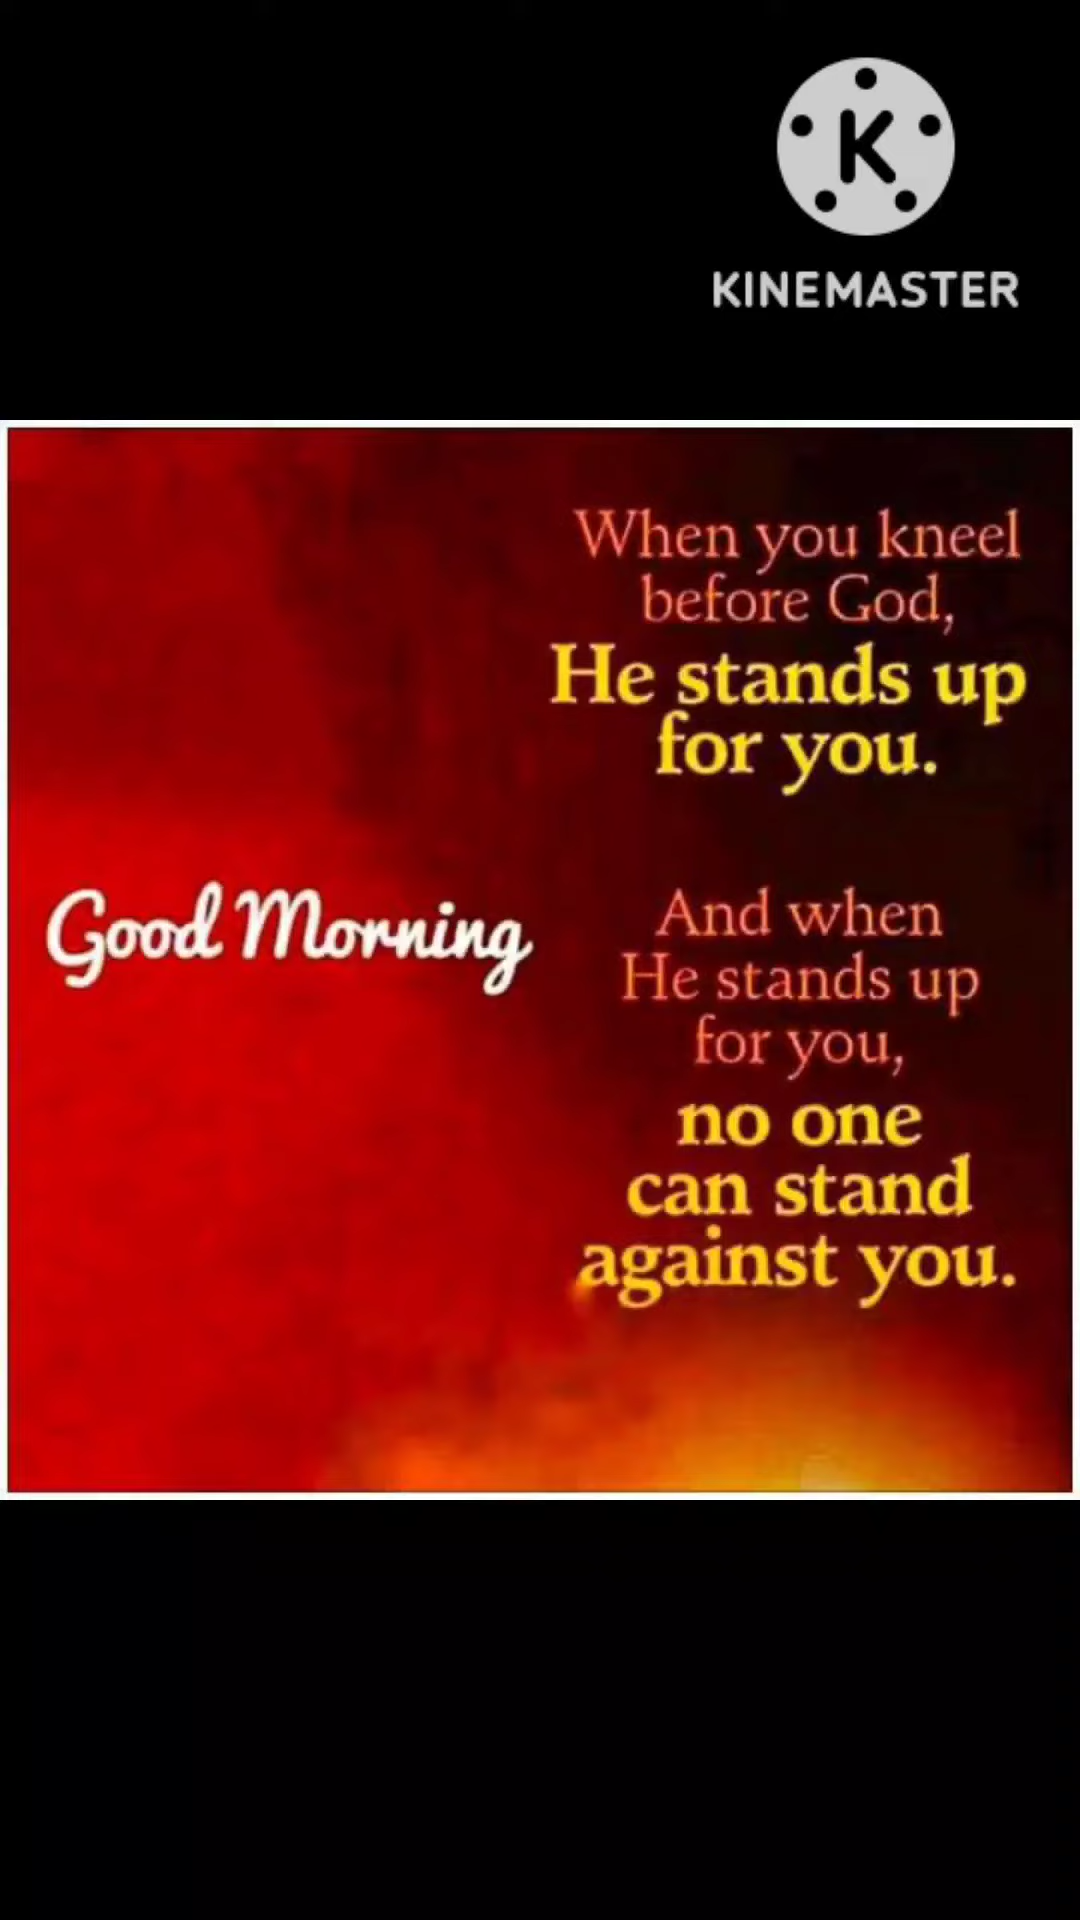 K
KINEMASTER
When you kneel
before God,
He stands up
for you.
Good Morning
And when
He stands up
for you,
no one
can stand
against you.